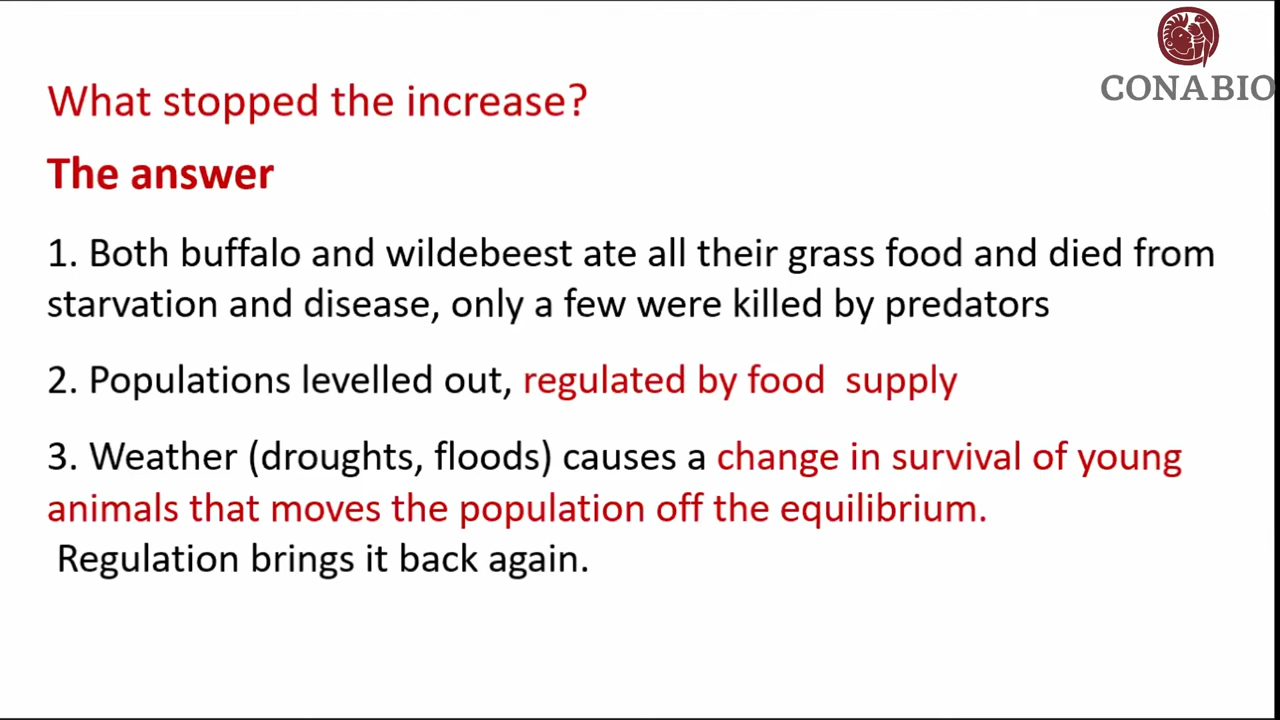 CONABIO
What stopped the increase?
The answer
1. Both buffalo and wildebeest ate all their grass food and died from
starvation and disease, only a few were killed by predators
2. Populations levelled out, regulated by food  supply
3. Weather (droughts, floods) causes a change in survival of young
animals that moves the population off the equilibrium.
Regulation brings it back again.